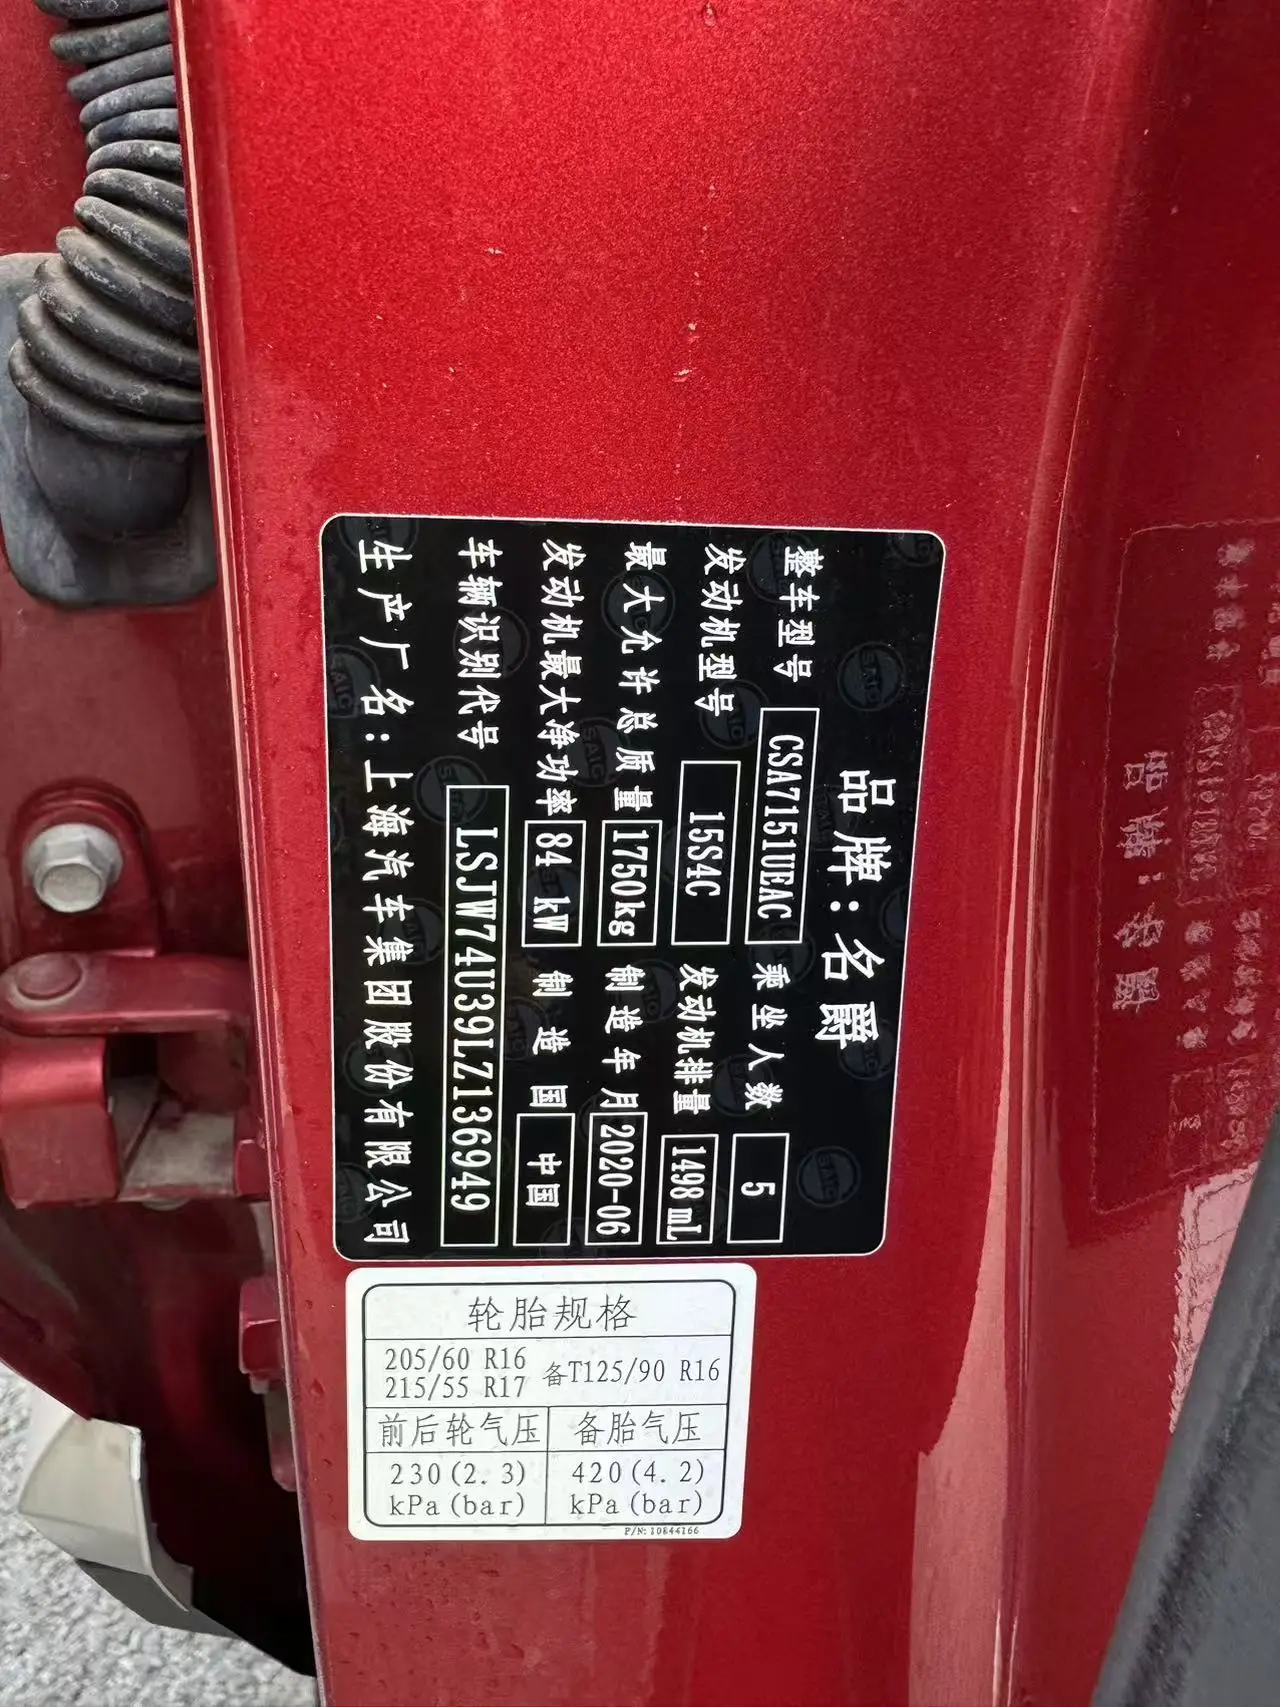 品牌:名爵
整车型号 CSA7151UEAC 乘坐人数 5
发动机型号 15S4C 发动机排量 1498mL
最大允许总质量 1750kg 制造年月 2020-06
发动机最大净功率 84 kW 制造国 中国
车辆识别代号 LSJW74U39LZ136949
生产厂名:上海汽车集团股份有限公司
轮胎规格
205/60 R16
215/55 R17
备T125/90 R16
前后轮气压 备胎气压
230(2.3) 420(4.2)
kPa(bar) kPa(bar)
P/N:10844166
SAIC